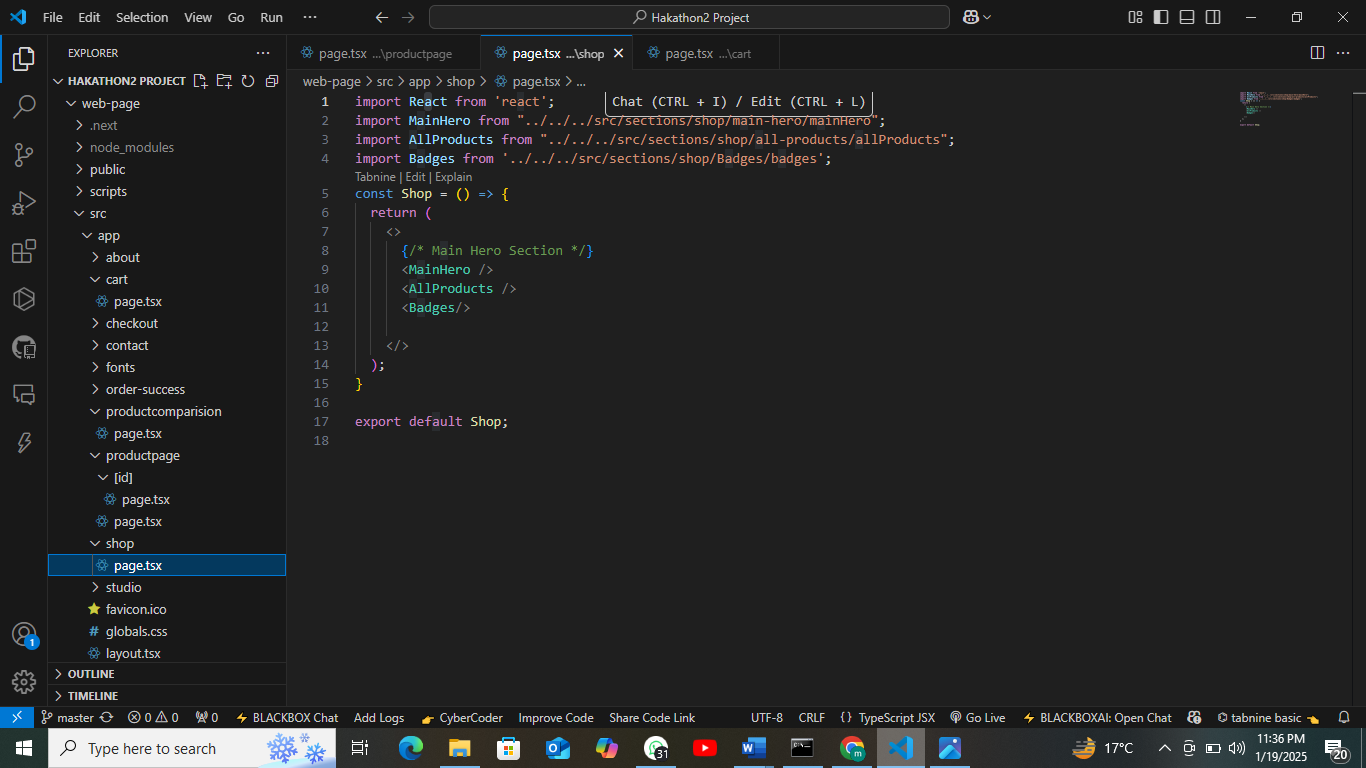 File Edit Selection View Go Run ··· Hakathon2 Project
EXPLORER ···
HAKATHON2 PROJECT
web-page
.next
node_modules
public
scripts
src
app
about
cart
page.tsx
checkout
contact
fonts
order-success
productcomparision
page.tsx
productpage
[id]
page.tsx
page.tsx
shop
page.tsx
studio
favicon.ico
# globals.css
layout.tsx
OUTLINE
TIMELINE
page.tsx ...\productpage page.tsx ...\shop page.tsx ...\cart
web-page > src > app > shop > page.tsx > ...
Chat (CTRL + I) / Edit (CTRL + L)
1 import React from 'react';
2 import MainHero from "../../../src/sections/shop/main-hero/mainHero";
3 import AllProducts from "../../../src/sections/shop/all-products/allProducts";
4 import Badges from '../../../src/sections/shop/Badges/badges';
Tabnine | Edit | Explain
5 const Shop = () => {
6 return (
7 <>
8 {/* Main Hero Section */}
9 <MainHero />
10 <AllProducts />
11 <Badges/>
12
13 </>
14 );
15 }
16
17 export default Shop;
18
1
master 0 0 0 BLACKBOX Chat Add Logs CyberCoder Improve Code Share Code Link UTF-8 CRLF {} TypeScript JSX Go Live BLACKBOXAI: Open Chat tabnine basic
Type here to search 31 17°C 11:36 PM
1/19/2025 20